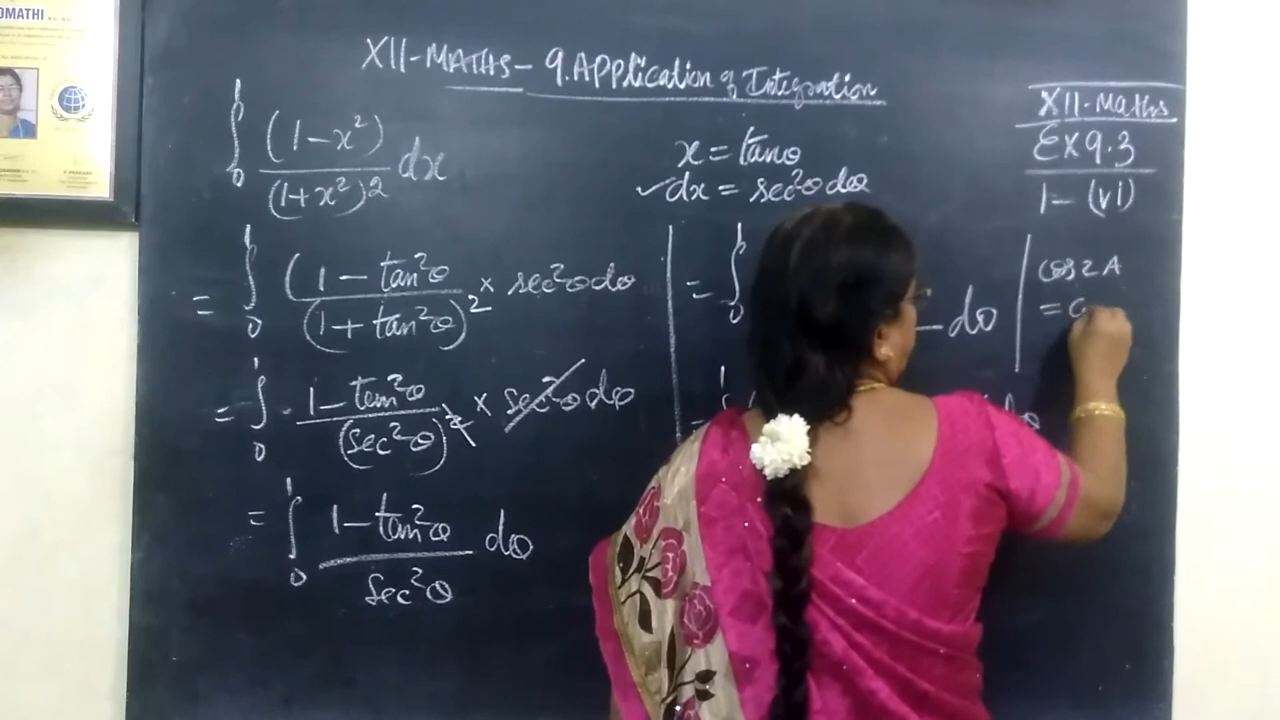 OMATHI
XII-MATHS - 9. Application of Integration
XII-Maths
Ex 9.3
1 - (vi)
∫₀¹ (1-x²)/(1+x²)² dx
x = tanθ
✓dx = sec²θ dθ
= ∫₀¹ (1 - tan²θ/(1 + tan²θ)² × sec²θ dθ
= ∫₀¹ 1 - tan²θ/(sec²θ)² × sec²θ dθ
= ∫₀¹ 1 - tan²θ/sec²θ dθ
= ∫₀¹ dθ
= dθ
cos 2A
= c